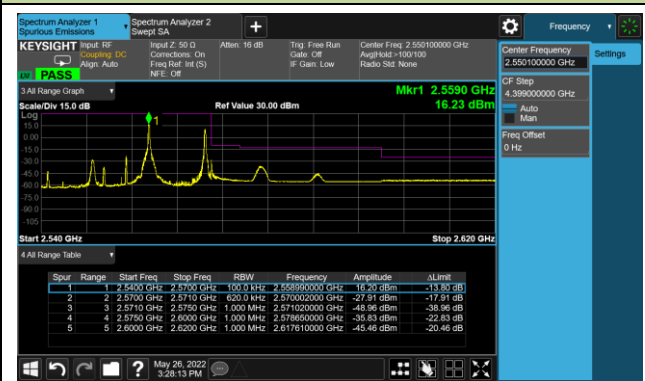 Spectrum Analyzer 1
Spurious Emissions
Spectrum Analyzer 2
Swept SA
Frequency
KEYSIGHT
Input: RF
Coupling: DC
Align: Auto
Input Z: 50 Ω
Corrections: On
Freq Ref: Int (S)
NFE: Off
Atten: 16 dB
Trig: Free Run
Gate: Off
IF Gain: Low
Center Freq: 2.550100000 GHz
Avg|Hold:>100/100
Radio Std: None
PASS
Center Frequency
2.550100000 GHz
Settings
CF Step
4.399000000 GHz
Auto
Man
Freq Offset
0 Hz
3 All Range Graph
Mkr1 2.5590 GHz
Scale/Div 15.0 dB
Ref Value 30.00 dBm
16.23 dBm
Log
1
15.0
0.00
-15.0
-30.0
-45.0
-60.0
-75.0
-90.0
-105
Start 2.540 GHz
Stop 2.620 GHz
4 All Range Table
Spur Range Start Freq Stop Freq RBW Frequency Amplitude ΔLimit
1 1 2.5400 GHz 2.5700 GHz 100.0 kHz 2.558990000 GHz 16.20 dBm -13.80 dB
2 2 2.5700 GHz 2.5710 GHz 620.0 kHz 2.570002000 GHz -27.91 dBm -17.91 dB
3 3 2.5710 GHz 2.5750 GHz 1.000 MHz 2.571020000 GHz -48.96 dBm -38.96 dB
4 4 2.5750 GHz 2.6000 GHz 1.000 MHz 2.578650000 GHz -35.83 dBm -22.83 dB
5 5 2.6000 GHz 2.6200 GHz 1.000 MHz 2.617610000 GHz -45.46 dBm -20.46 dB
May 26, 2022
3:28:13 PM